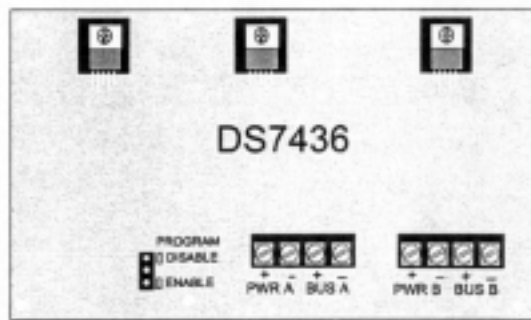 DS7436
PROGRAM
DISABLE
ENABLE
+ − + −
PWR A BUS A
+ − + −
PWR B BUS B